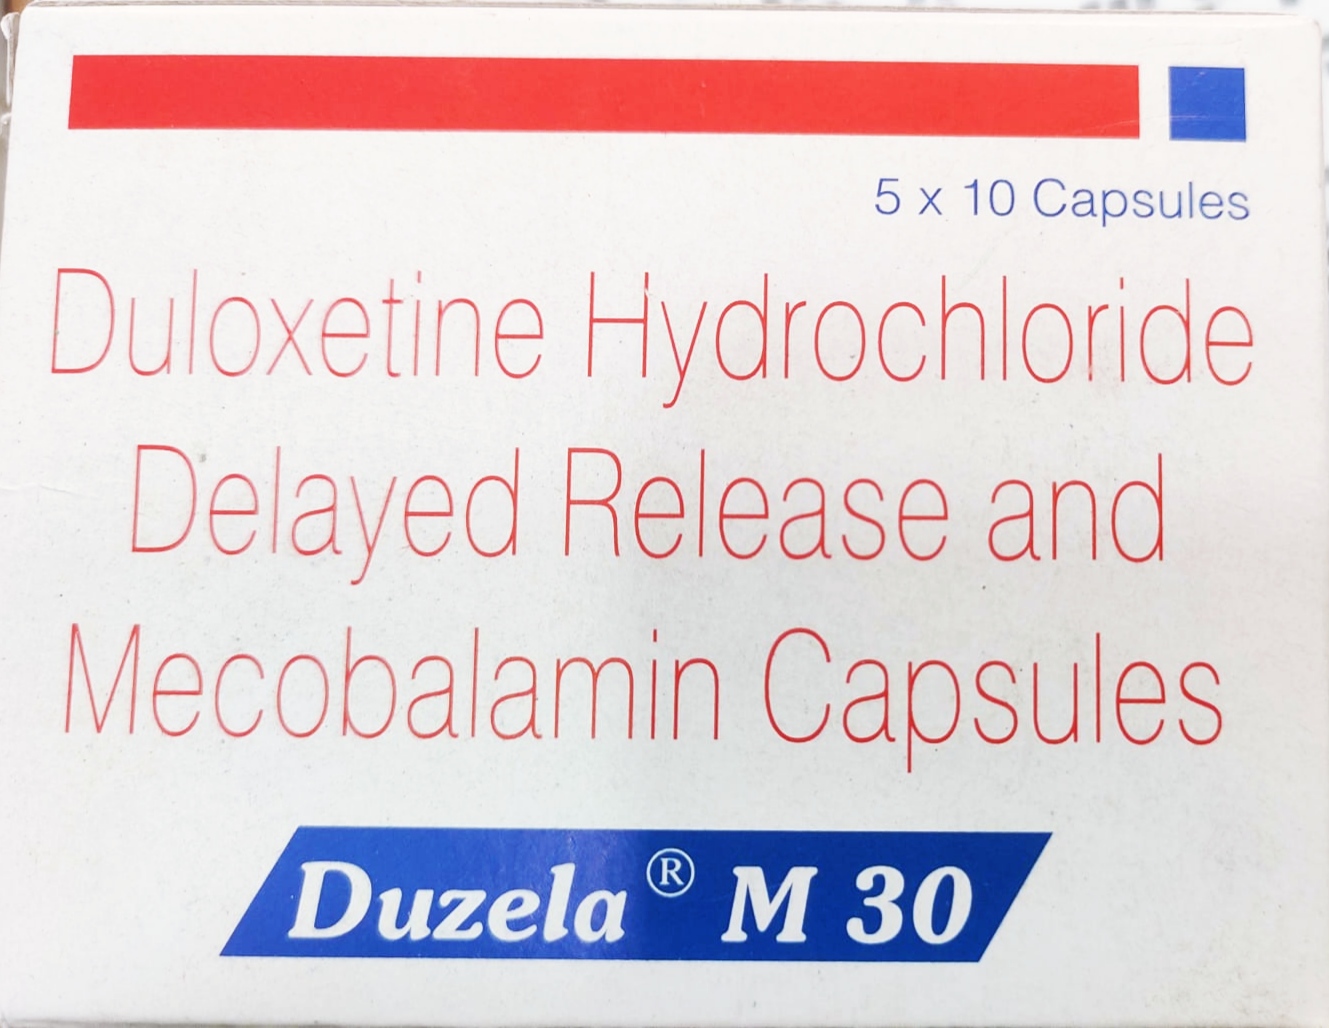 5 x 10 Capsules
Duloxetine Hydrochloride
Delayed Release and
Mecobalamin Capsules
Duzela® M 30